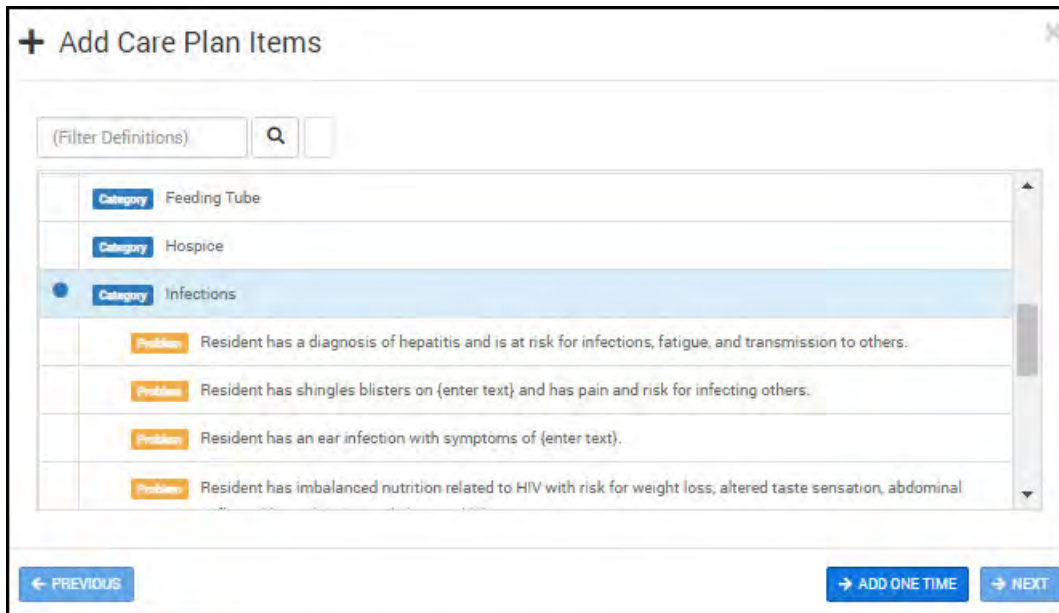 + Add Care Plan Items
(Filter Definitions)
Category Feeding Tube
Category Hospice
Category Infections
Problem Resident has a diagnosis of hepatitis and is at risk for infections, fatigue, and transmission to others.
Problem Resident has shingles blisters on {enter text} and has pain and risk for infecting others.
Problem Resident has an ear infection with symptoms of {enter text}.
Problem Resident has imbalanced nutrition related to HIV with risk for weight loss, altered taste sensation, abdominal
← PREVIOUS
→ ADD ONE TIME
→ NEXT